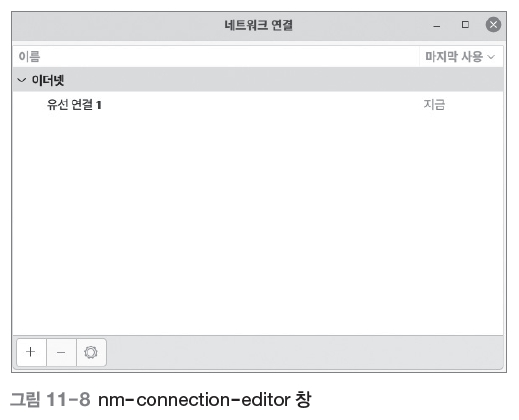 네트워크 연결
이름 마지막 사용
이더넷
유선 연결 1 지금
그림 11-8 nm-connection-editor 창